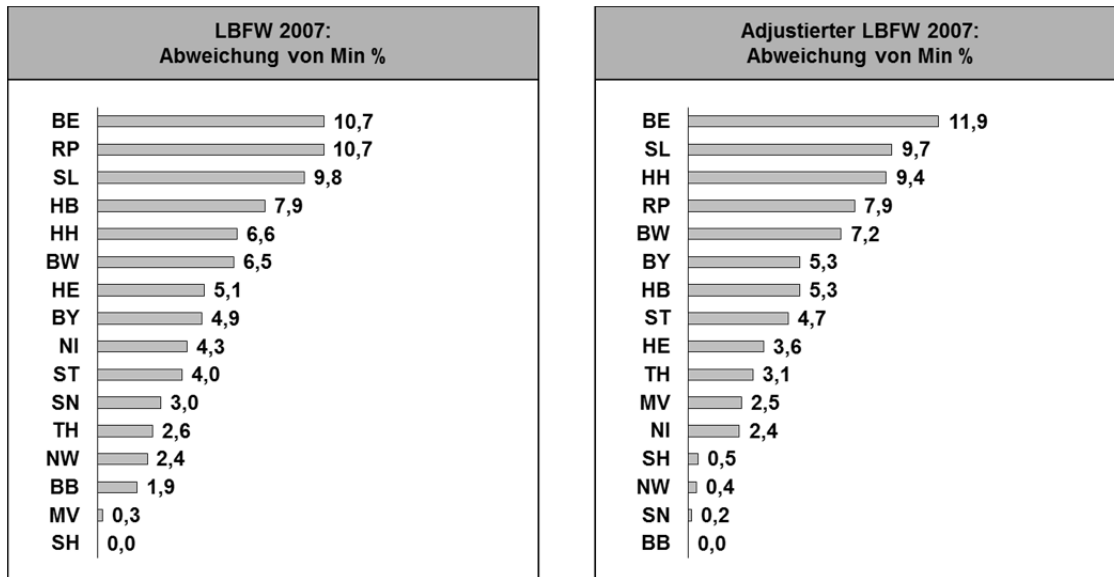 LBFW 2007:
Abweichung von Min %
BE 10,7
RP 10,7
SL 9,8
HB 7,9
HH 6,6
BW 6,5
HE 5,1
BY 4,9
NI 4,3
ST 4,0
SN 3,0
TH 2,6
NW 2,4
BB 1,9
MV 0,3
SH 0,0
Adjustierter LBFW 2007:
Abweichung von Min %
BE 11,9
SL 9,7
HH 9,4
RP 7,9
BW 7,2
BY 5,3
HB 5,3
ST 4,7
HE 3,6
TH 3,1
MV 2,5
NI 2,4
SH 0,5
NW 0,4
SN 0,2
BB 0,0